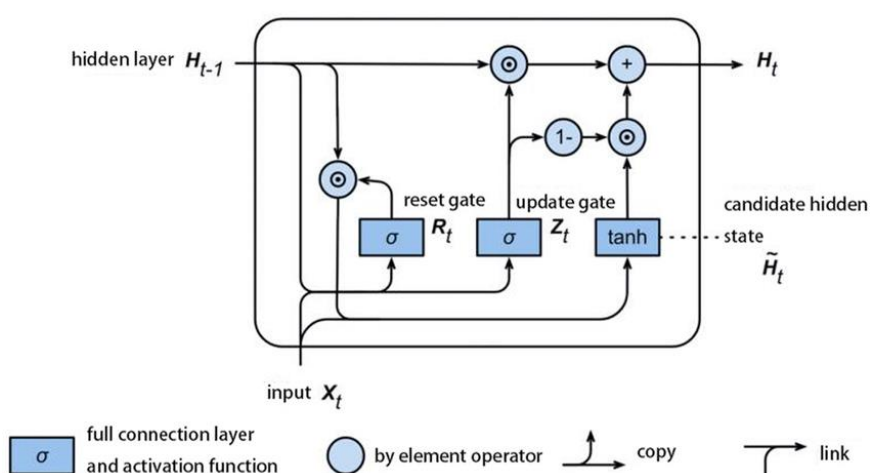 hidden layer H_{t-1}
⊙
+
H_t
1-
⊙
⊙
reset gate
R_t
σ
update gate
Z_t
σ
tanh
candidate hidden
state
H̃_t
input X_t
σ
full connection layer
and activation function
by element operator
copy
link